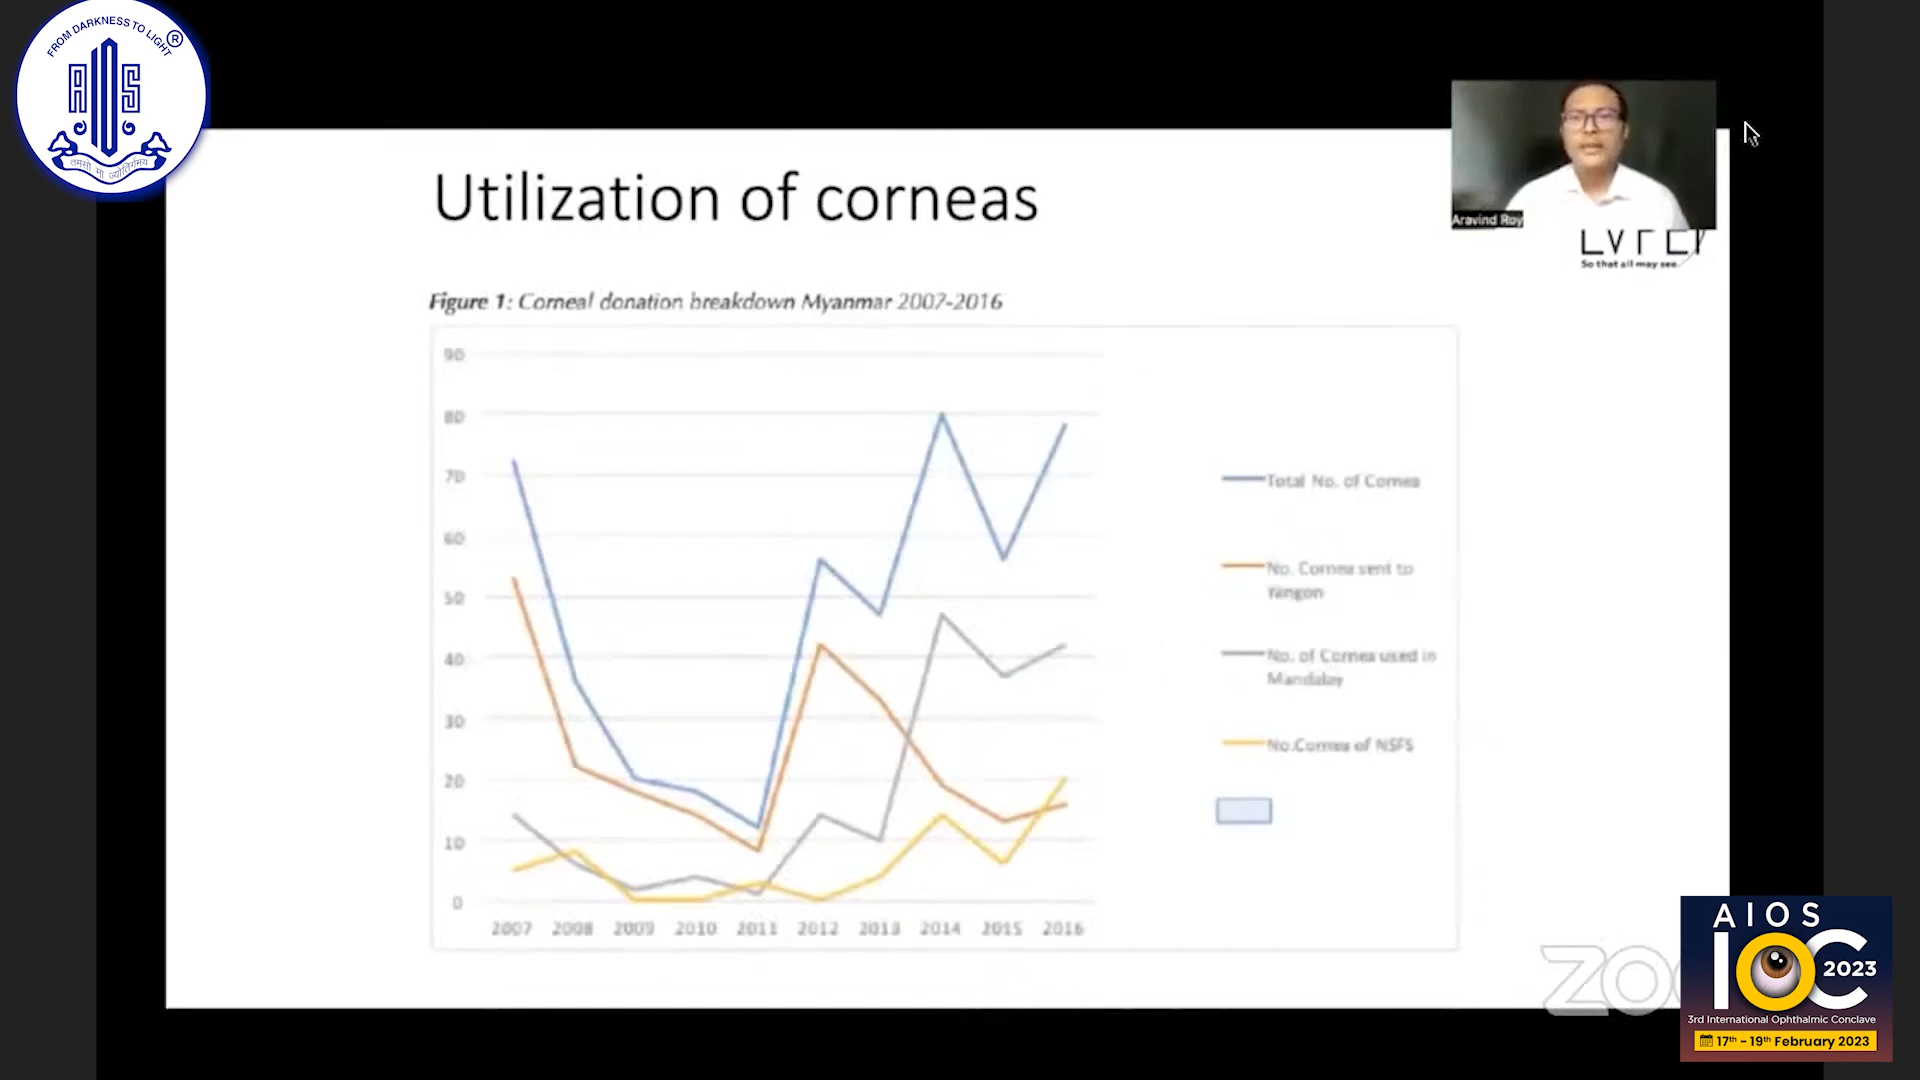 FROM DARKNESS TO LIGHT ®
AIOS
तमसो मा ज्योतिर्गमय
Utilization of corneas
Aravind Roy
So that all may see.
Figure 1: Corneal donation breakdown Myanmar 2007-2016
90
80
70
60
50
40
30
20
10
0
2007 2008 2009 2010 2011 2012 2013 2014 2015 2016
Total No. of Cornea
No. Cornea sent to
Yangon
No. of Cornea used in
Mandalay
No.Cornea of NSFS
AIOS
IOC 2023
3rd International Ophthalmic Conclave
17th - 19th February 2023